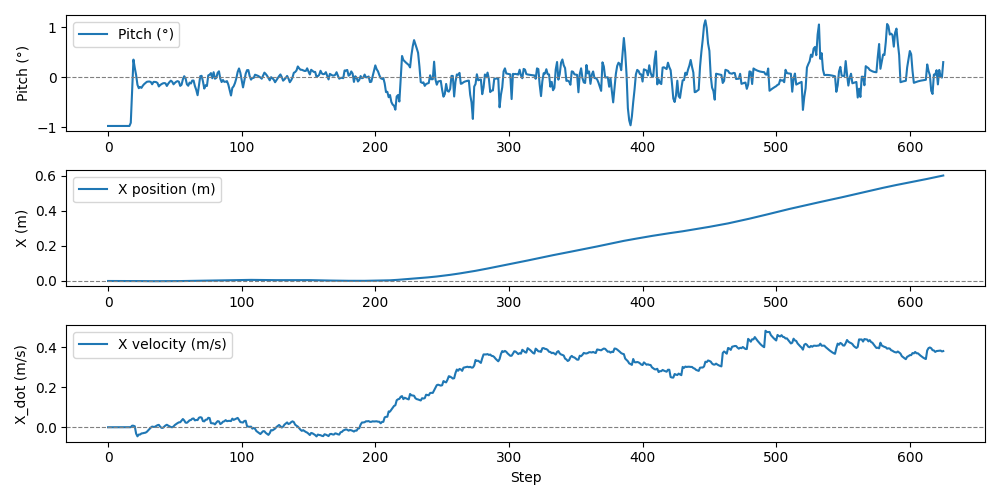 Pitch (°)
1
0
−1
Pitch (°)
0 100 200 300 400 500 600
X (m)
0.6
0.4
0.2
0.0
X position (m)
0 100 200 300 400 500 600
X_dot (m/s)
0.4
0.2
0.0
X velocity (m/s)
0 100 200 300 400 500 600
Step